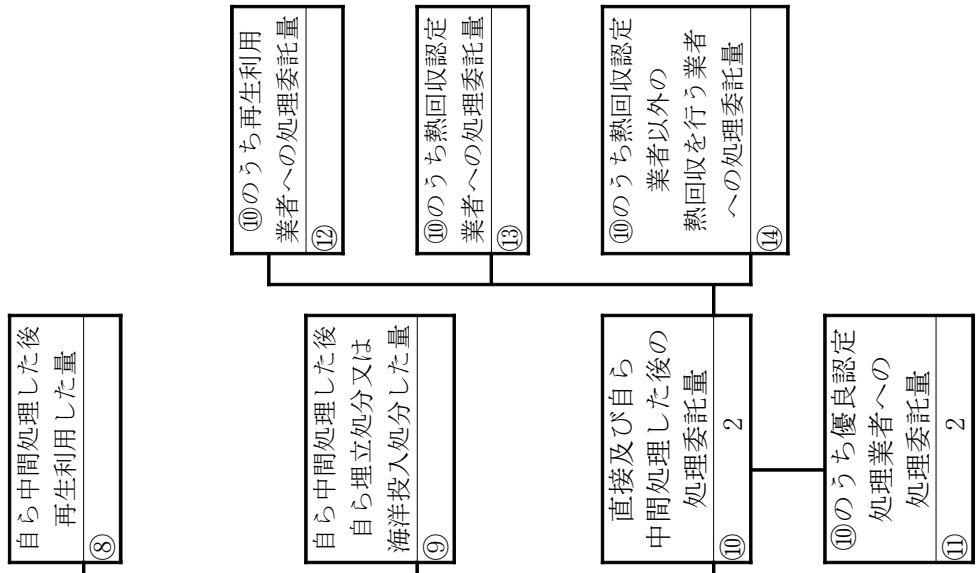 自ら中間処理した後
再生利用した量
⑧
自ら中間処理した後
自ら埋立処分又は
海洋投入処分した量
⑨
直接及び自ら
中間処理した後の
処理委託量
⑩ 2
⑩のうち優良認定
処理業者への
処理委託量
⑪ 2
⑩のうち再生利用
業者への処理委託量
⑫
⑩のうち熱回収認定
業者への処理委託量
⑬
⑩のうち熱回収認定
業者以外の
熱回収を行う業者
への処理委託量
⑭